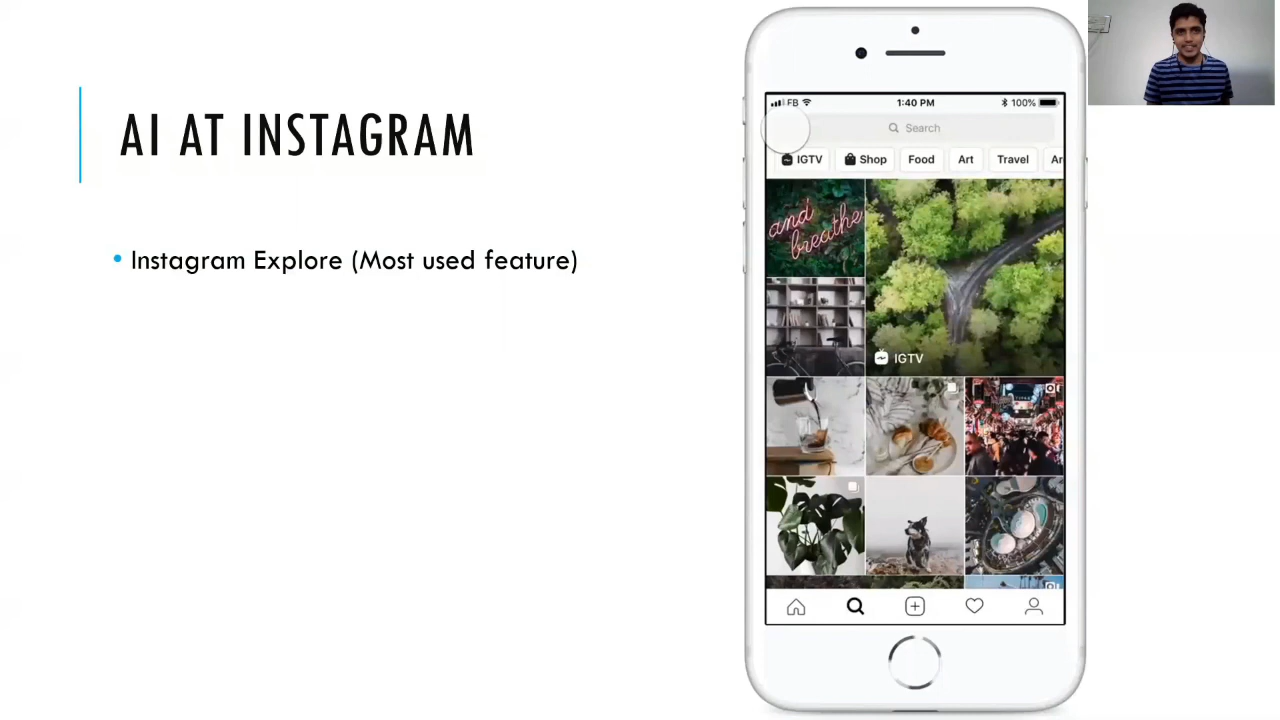 AI AT INSTAGRAM
• Instagram Explore (Most used feature)
FB 1:40 PM 100%
Search
IGTV Shop Food Art Travel Ar
and
breathe
IGTV